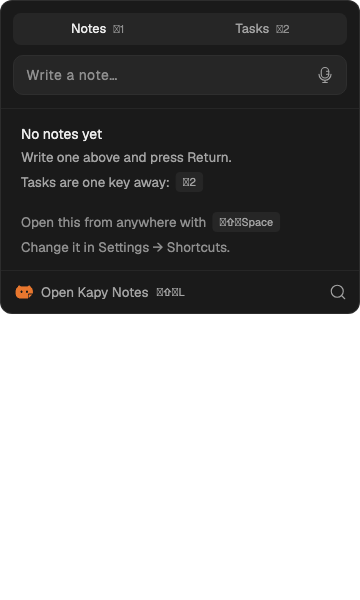 Notes 1
Tasks 2
Write a note...
No notes yet
Write one above and press Return.
Tasks are one key away: 2
Open this from anywhere with ⇧Space
Change it in Settings → Shortcuts.
Open Kapy Notes ⇧L